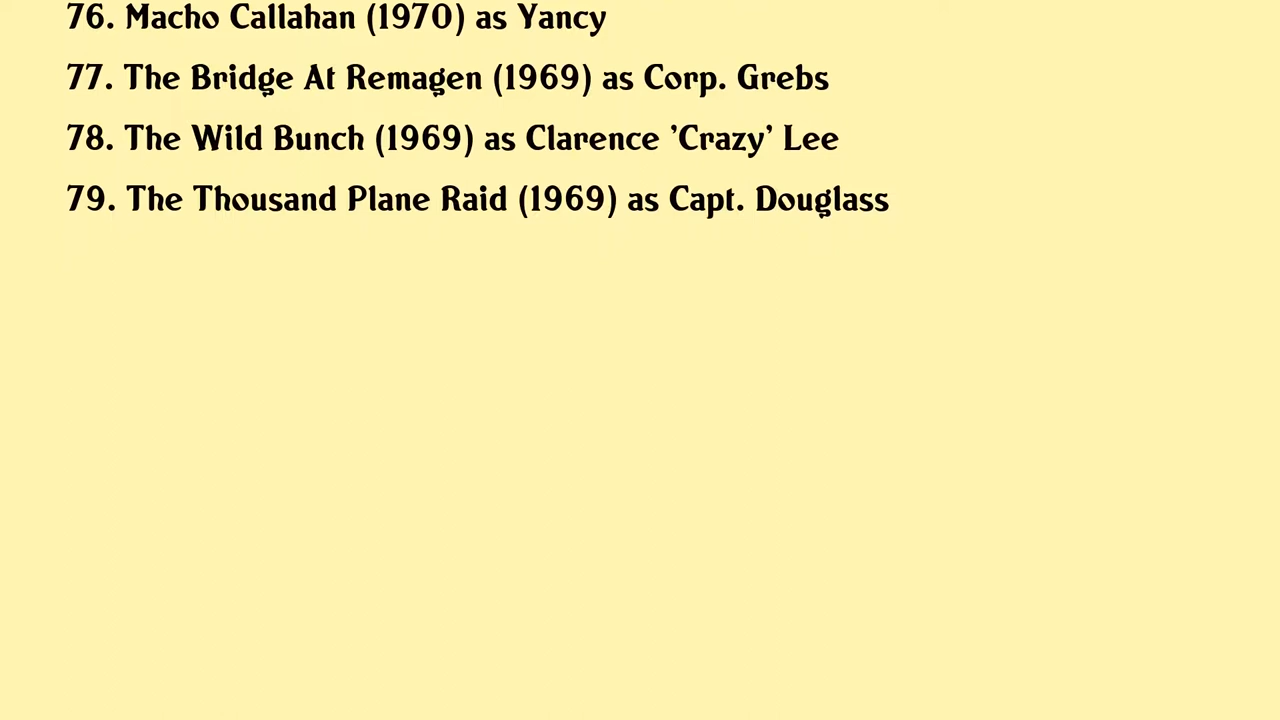 76. Macho Callahan (1970) as Yancy
77. The Bridge At Remagen (1969) as Corp. Grebs
78. The Wild Bunch (1969) as Clarence 'Crazy' Lee
79. The Thousand Plane Raid (1969) as Capt. Douglass